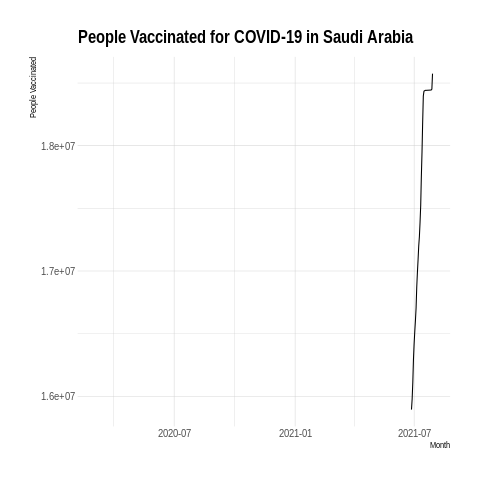 People Vaccinated for COVID-19 in Saudi Arabia
People Vaccinated
1.8e+07
1.7e+07
1.6e+07
2020-07
2021-01
2021-07
Month